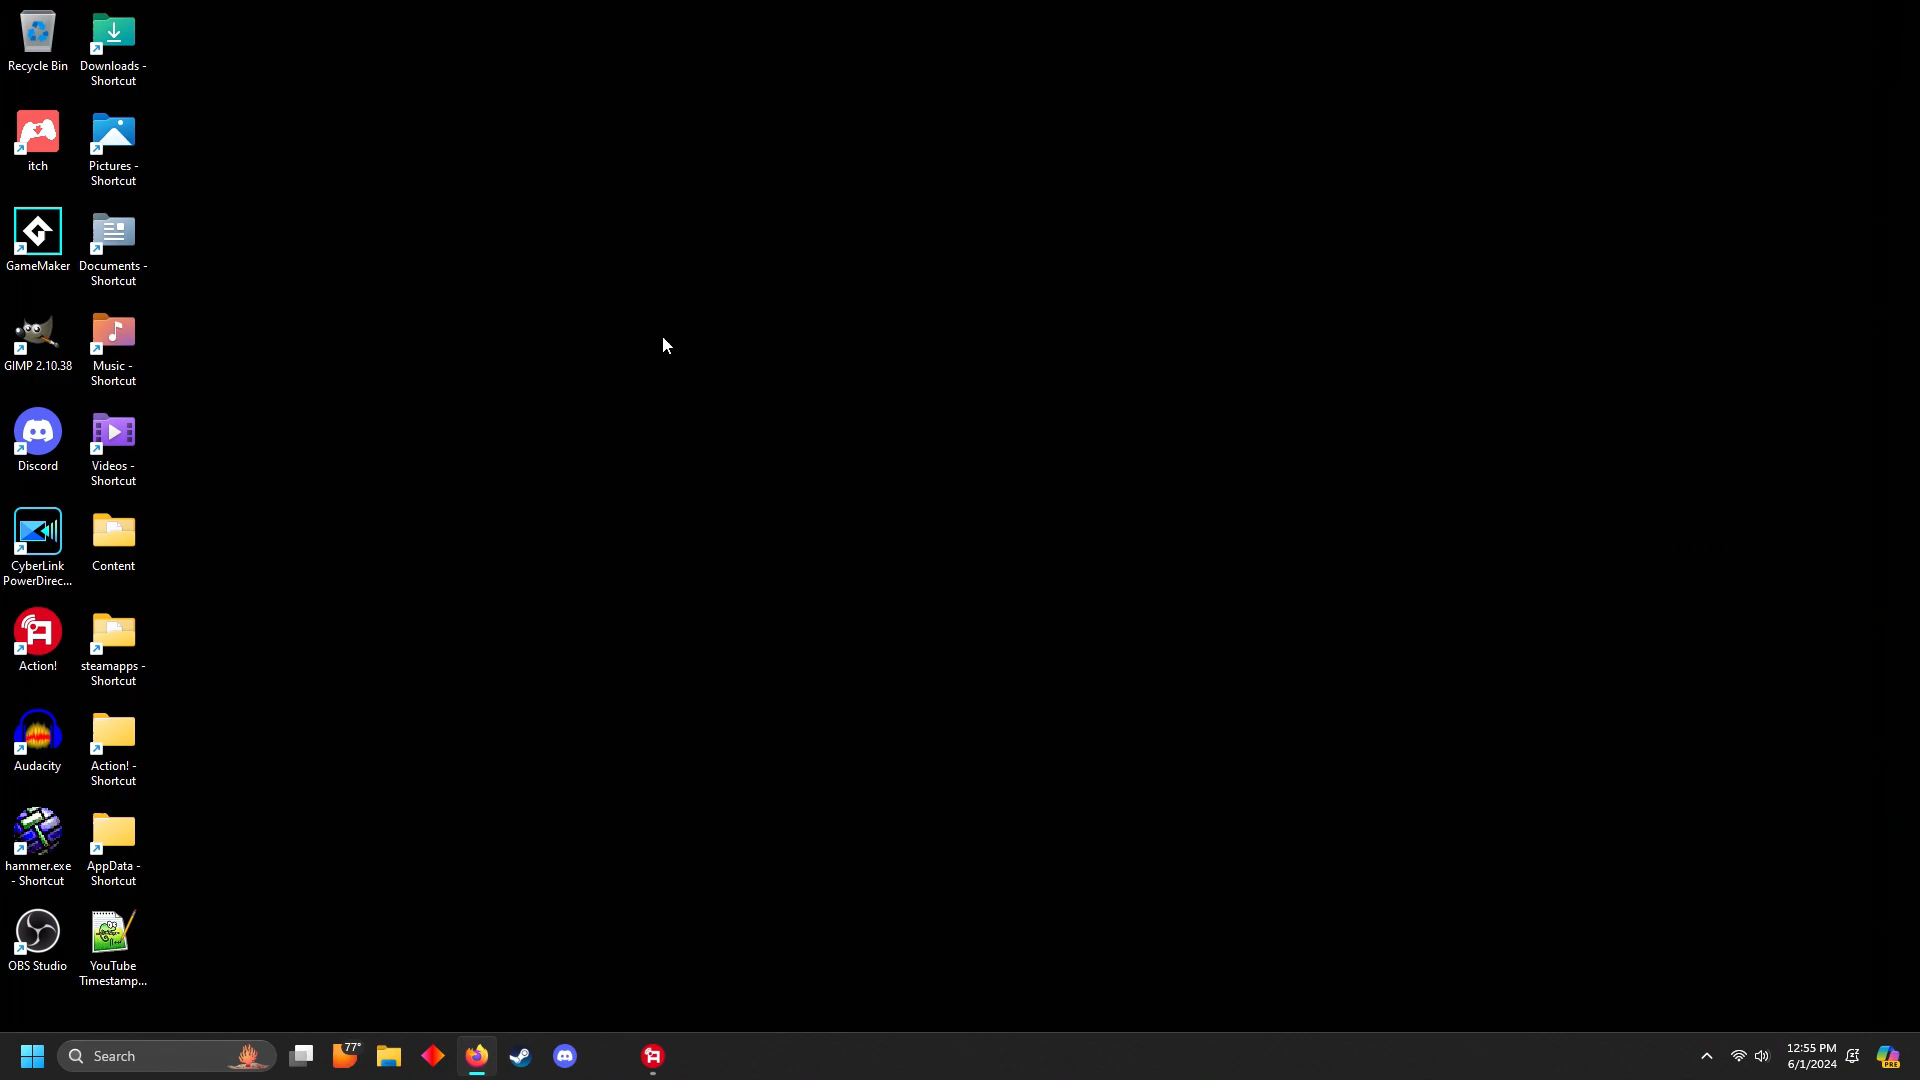 Recycle Bin
Downloads -
Shortcut
itch
Pictures -
Shortcut
GameMaker
Documents -
Shortcut
GIMP 2.10.38
Music -
Shortcut
Discord
Videos -
Shortcut
CyberLink
PowerDirec...
Content
Action!
steamapps -
Shortcut
Audacity
Action! -
Shortcut
hammer.exe
- Shortcut
AppData -
Shortcut
OBS Studio
YouTube
Timestamp...
Search
77°
12:55 PM
6/1/2024
PRE